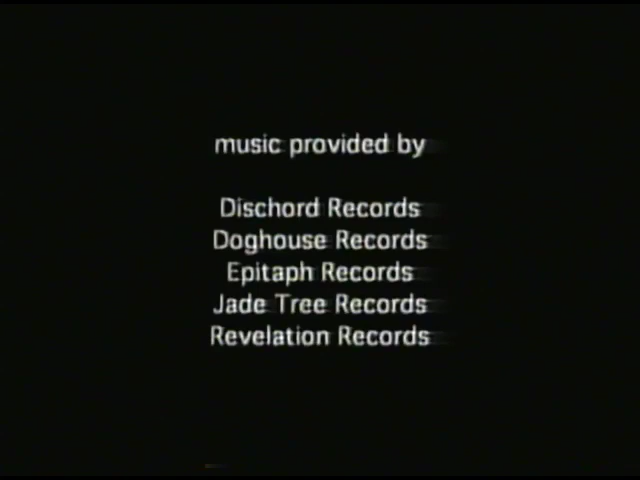 music provided by
Dischord Records
Doghouse Records
Epitaph Records
Jade Tree Records
Revelation Records